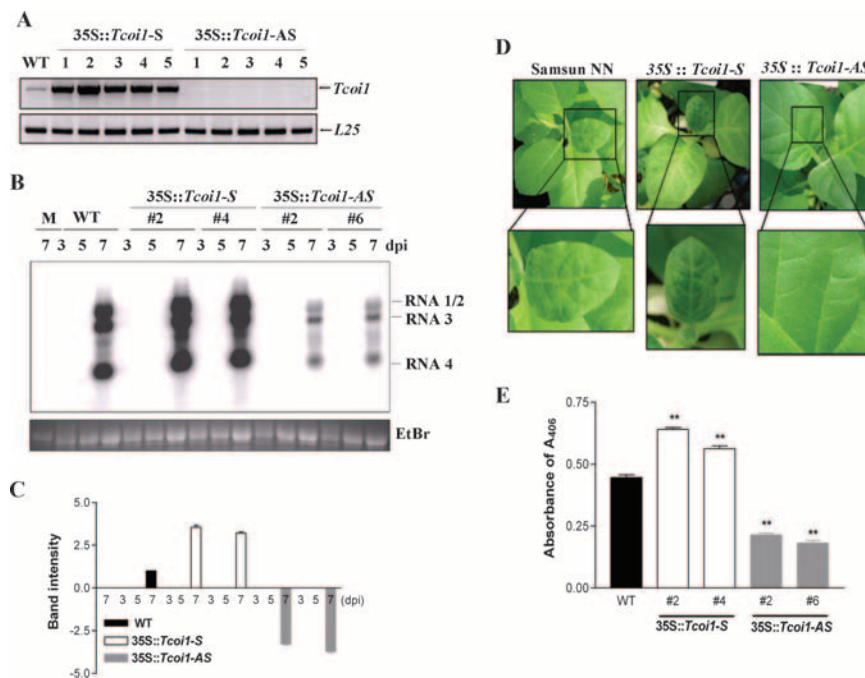 A
35S::Tcoi1-S 35S::Tcoi1-AS
WT 1 2 3 4 5 1 2 3 4 5
←Tcoi1
←L25
B
35S::Tcoi1-S 35S::Tcoi1-AS
M WT #2 #4 #2 #6
7 3 5 7 3 5 7 3 5 7 3 5 7 3 5 7 dpi
RNA 1/2
RNA 3
RNA 4
EtBr
C
Band intensity
5.0
2.5
0.0
-2.5
-5.0
7 3 5 7 3 5 7 3 5 7 3 5 7 3 5 7 (dpi)
WT
35S::Tcoi1-S
35S::Tcoi1-AS
D
Samsun NN 35S :: Tcoi1-S 35S :: Tcoi1-AS
E
Absorbance of A406
0.75
0.50
0.25
0.00
** ** ** **
WT #2 #4 #2 #6
35S::Tcoi1-S 35S::Tcoi1-AS